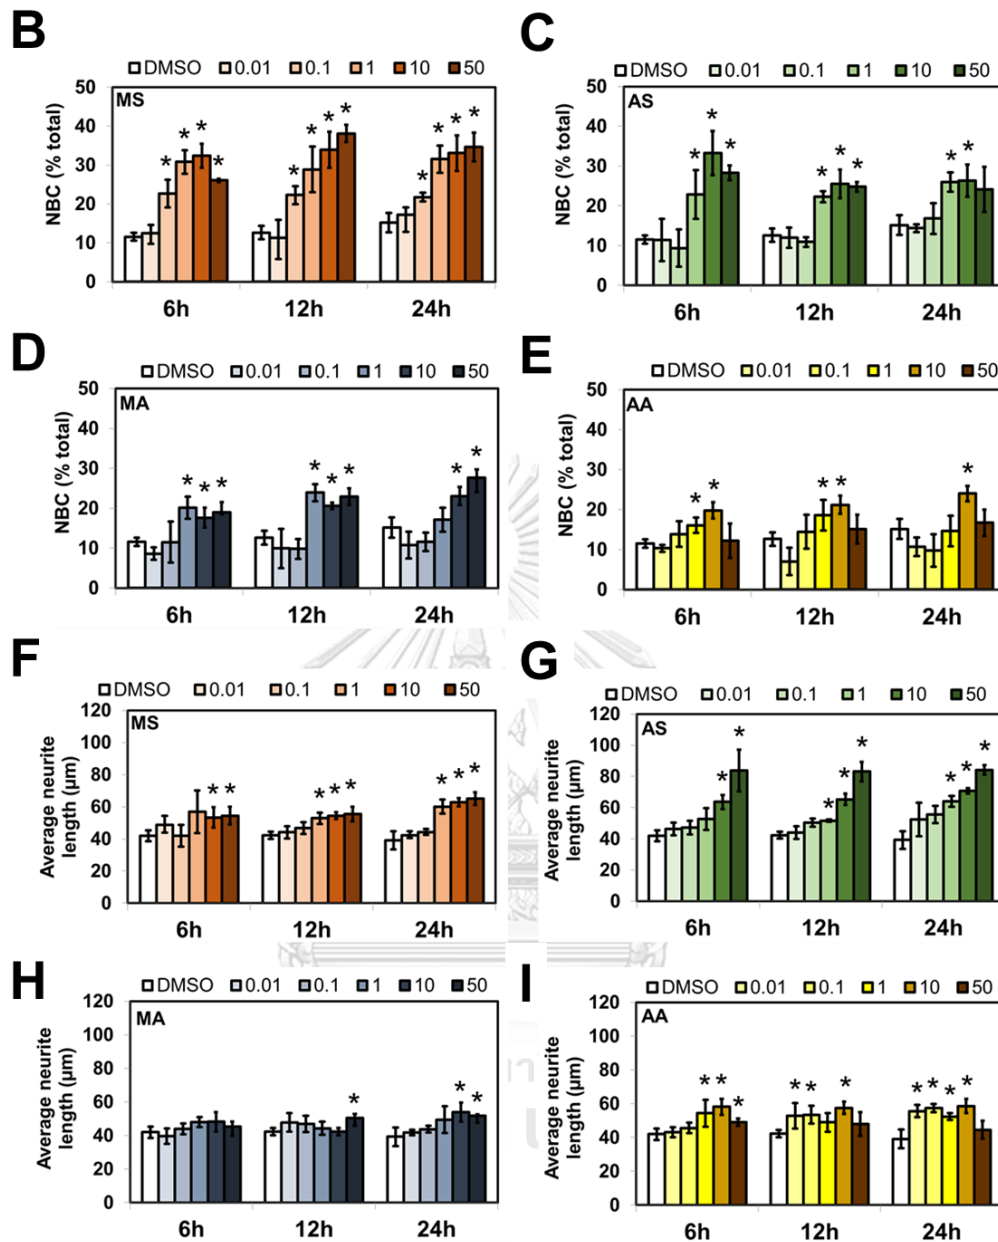 B
DMSO 0.01 0.1 1 10 50
MS
NBC (% total)
50
40
30
20
10
0
* * * *
* * * *
* * * *
6h 12h 24h
C
DMSO 0.01 0.1 1 10 50
AS
NBC (% total)
50
40
30
20
10
0
* * *
* * *
* *
6h 12h 24h
D
DMSO 0.01 0.1 1 10 50
MA
NBC (% total)
50
40
30
20
10
0
* * *
* * *
* *
6h 12h 24h
E
DMSO 0.01 0.1 1 10 50
AA
NBC (% total)
50
40
30
20
10
0
* *
* *
*
6h 12h 24h
F
DMSO 0.01 0.1 1 10 50
MS
Average neurite
length (µm)
120
100
80
60
40
20
0
* *
* * *
* * *
6h 12h 24h
G
DMSO 0.01 0.1 1 10 50
AS
Average neurite
length (µm)
120
100
80
60
40
20
0
* *
* * *
* * *
6h 12h 24h
H
DMSO 0.01 0.1 1 10 50
MA
Average neurite
length (µm)
120
100
80
60
40
20
0
*
* *
6h 12h 24h
I
DMSO 0.01 0.1 1 10 50
AA
Average neurite
length (µm)
120
100
80
60
40
20
0
* * *
* * *
* * * *
6h 12h 24h